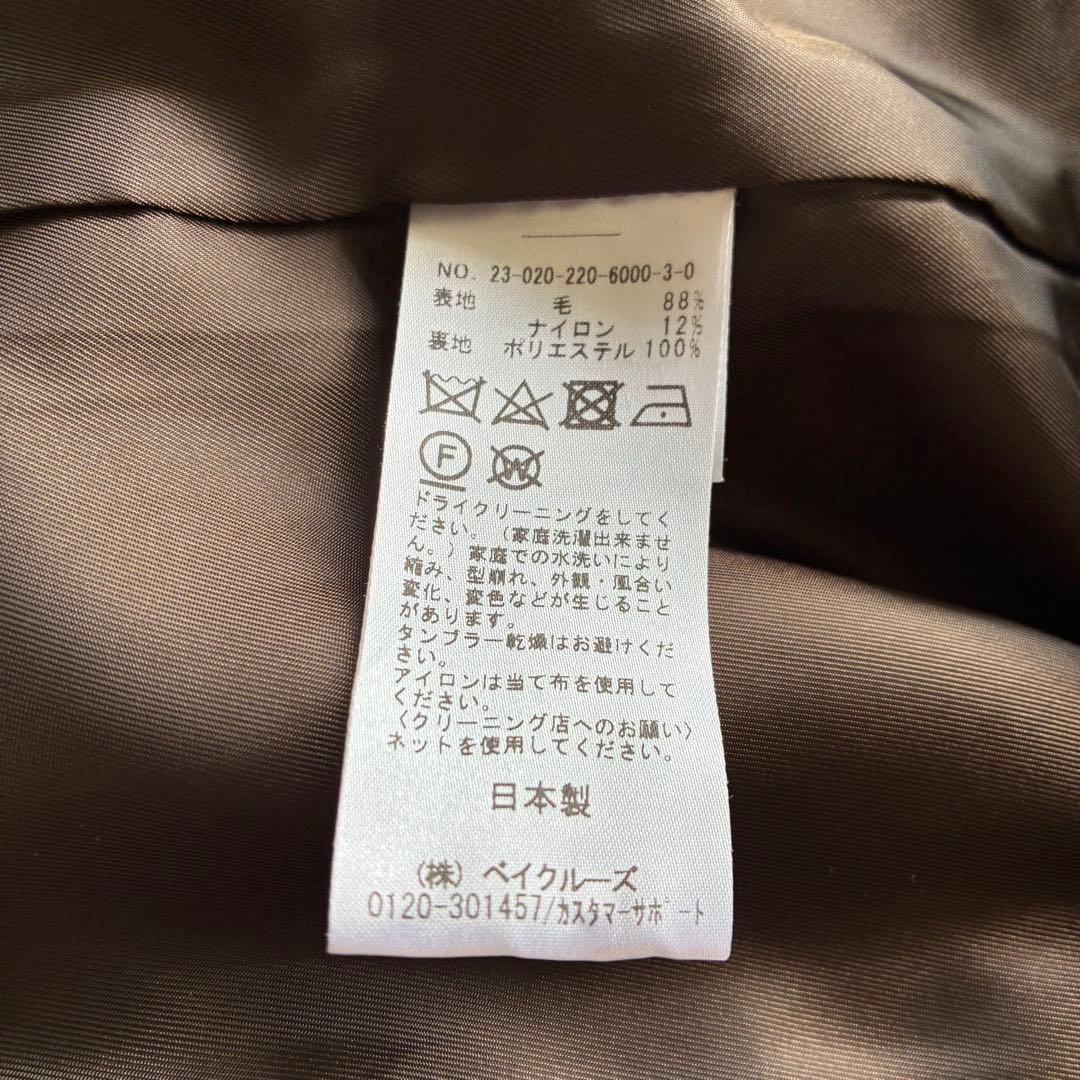 NO. 23-020-220-6000-3-0
表地 毛 88%
ナイロン 12%
裏地 ポリエステル 100%
F W
ドライクリーニングをしてく
ださい。(家庭洗濯出来ませ
ん。)家庭での水洗いにより
縮み、型崩れ、外観・風合い
変化、変色などが生じること
があります。
タンブラー乾燥はお避けくだ
さい。
アイロンは当て布を使用して
ください。
〈クリーニング店へのお願い〉
ネットを使用してください。
日本製
(株) ベイクルーズ
0120-301457/カスタマーサポート